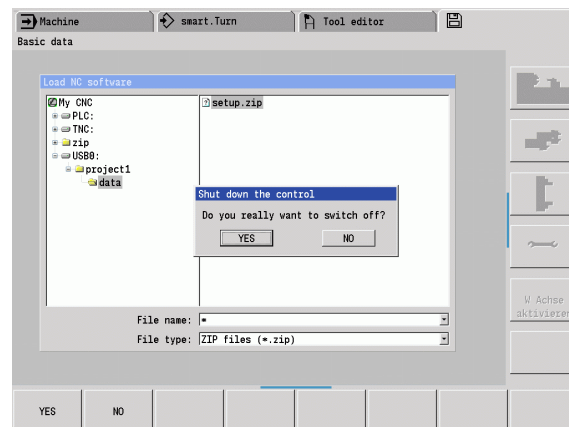 Machine
smart.Turn
Tool editor
Basic data
Load NC software
My CNC
PLC:
TNC:
zip
USB0:
project1
data
setup.zip
Shut down the control
Do you really want to switch off?
YES
NO
File name: *
File type: ZIP files (*.zip)
W Achse
aktivieren
YES
NO